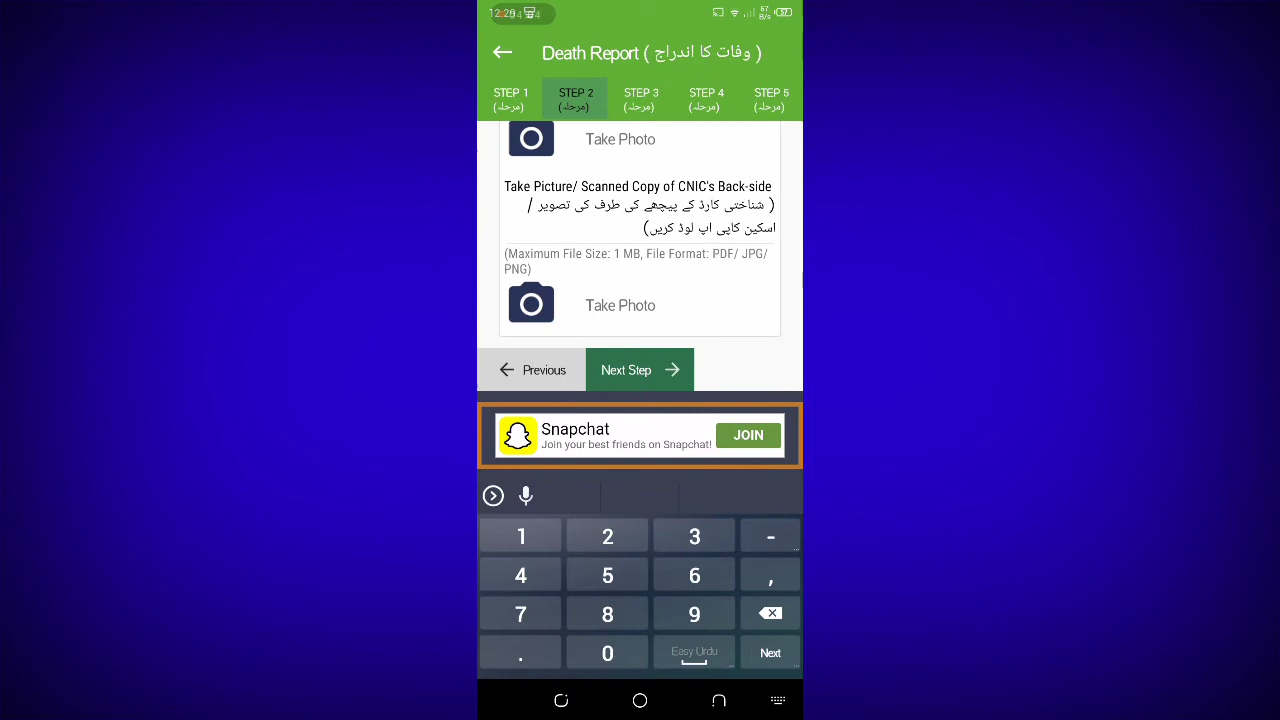 12:29
67
B/s
57
Death Report ( وفات کا اندراج )
STEP 1 STEP 2 STEP 3 STEP 4 STEP 5
(مرحلہ) (مرحلہ) (مرحلہ) (مرحلہ) (مرحلہ)
Take Photo
Take Picture/ Scanned Copy of CNIC's Back-side
( شناختی کارڈ کے پیچھے کی طرف کی تصویر /
اسکین کاپی اپ لوڈ کریں)
(Maximum File Size: 1 MB, File Format: PDF/ JPG/
PNG)
Take Photo
Previous Next Step
Snapchat
Join your best friends on Snapchat!
JOIN
1 2 3 -
4 5 6 ,
7 8 9
. 0 Easy Urdu Next